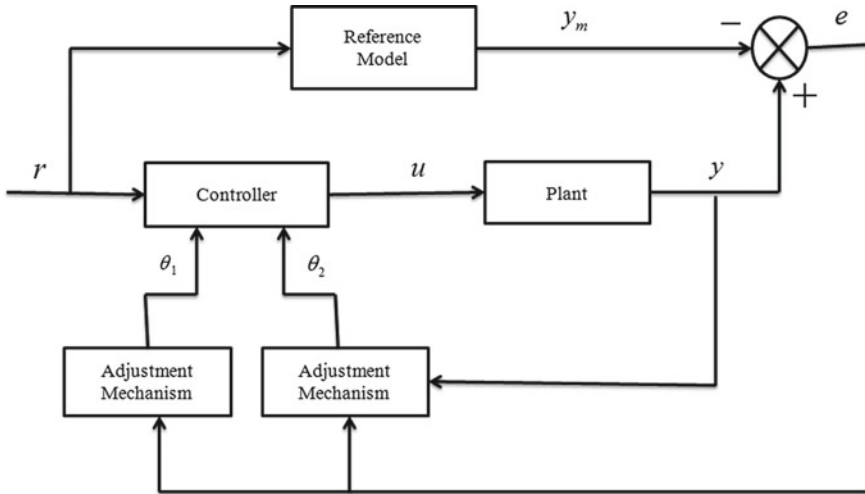 Reference
Model
y_m
−
e
+
r
Controller
u
Plant
y
θ_1
θ_2
Adjustment
Mechanism
Adjustment
Mechanism